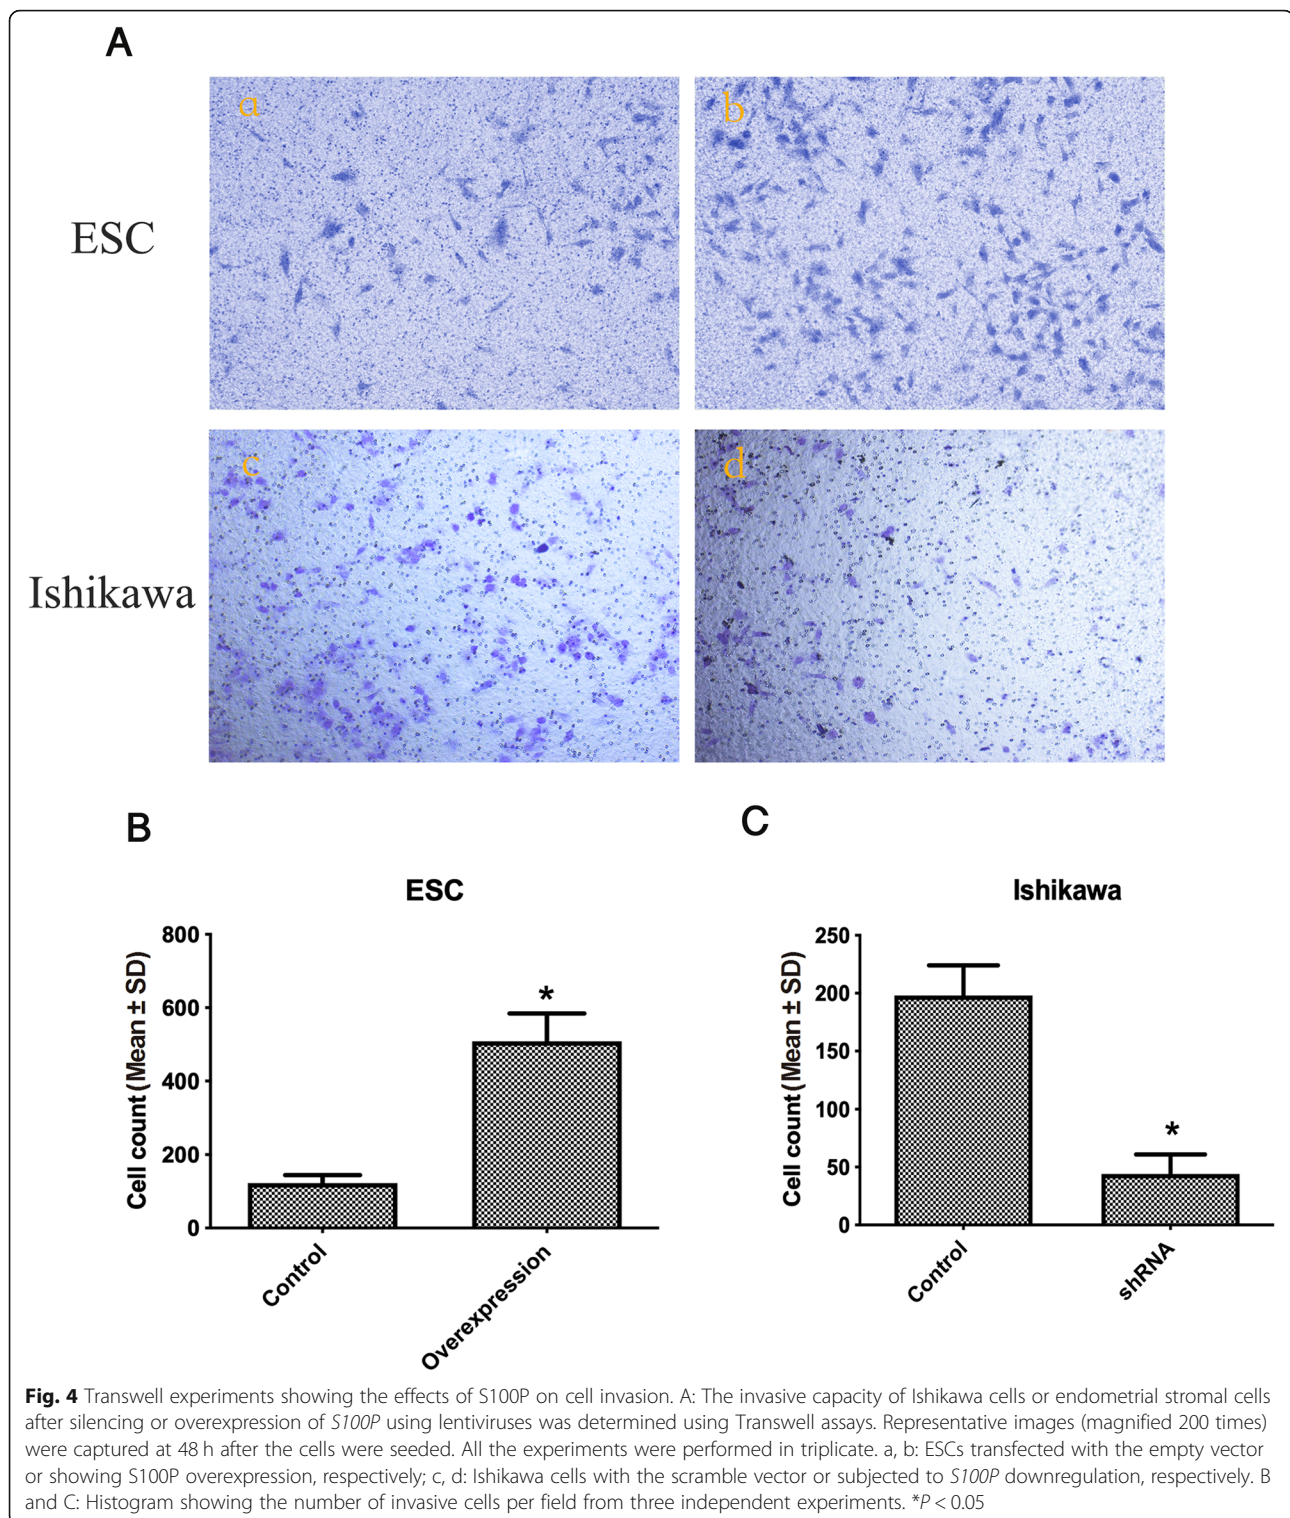 A
a
b
ESC
c
d
Ishikawa
B
C
ESC
Ishikawa
Cell count (Mean ± SD)
800
600
400
200
0
*
Control
Overexpression
Cell count (Mean ± SD)
250
200
150
100
50
0
*
Control
shRNA
Fig. 4 Transwell experiments showing the effects of S100P on cell invasion. A: The invasive capacity of Ishikawa cells or endometrial stromal cells
after silencing or overexpression of S100P using lentiviruses was determined using Transwell assays. Representative images (magnified 200 times)
were captured at 48 h after the cells were seeded. All the experiments were performed in triplicate. a, b: ESCs transfected with the empty vector
or showing S100P overexpression, respectively; c, d: Ishikawa cells with the scramble vector or subjected to S100P downregulation, respectively. B
and C: Histogram showing the number of invasive cells per field from three independent experiments. *P < 0.05